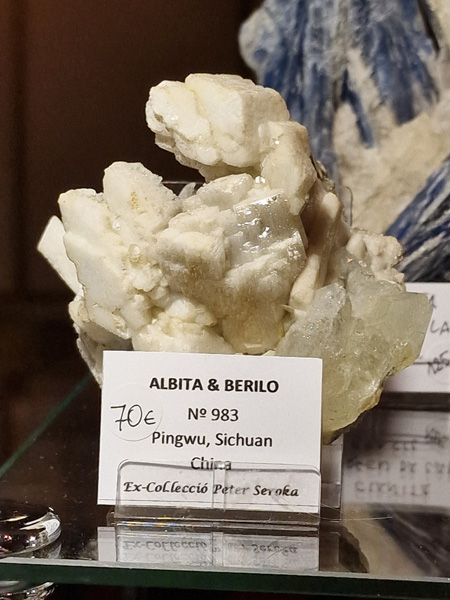 ALBITA & BERILO
70€
Nº 983
Pingwu, Sichuan
China
Ex-Col.lecció Peter Seroka